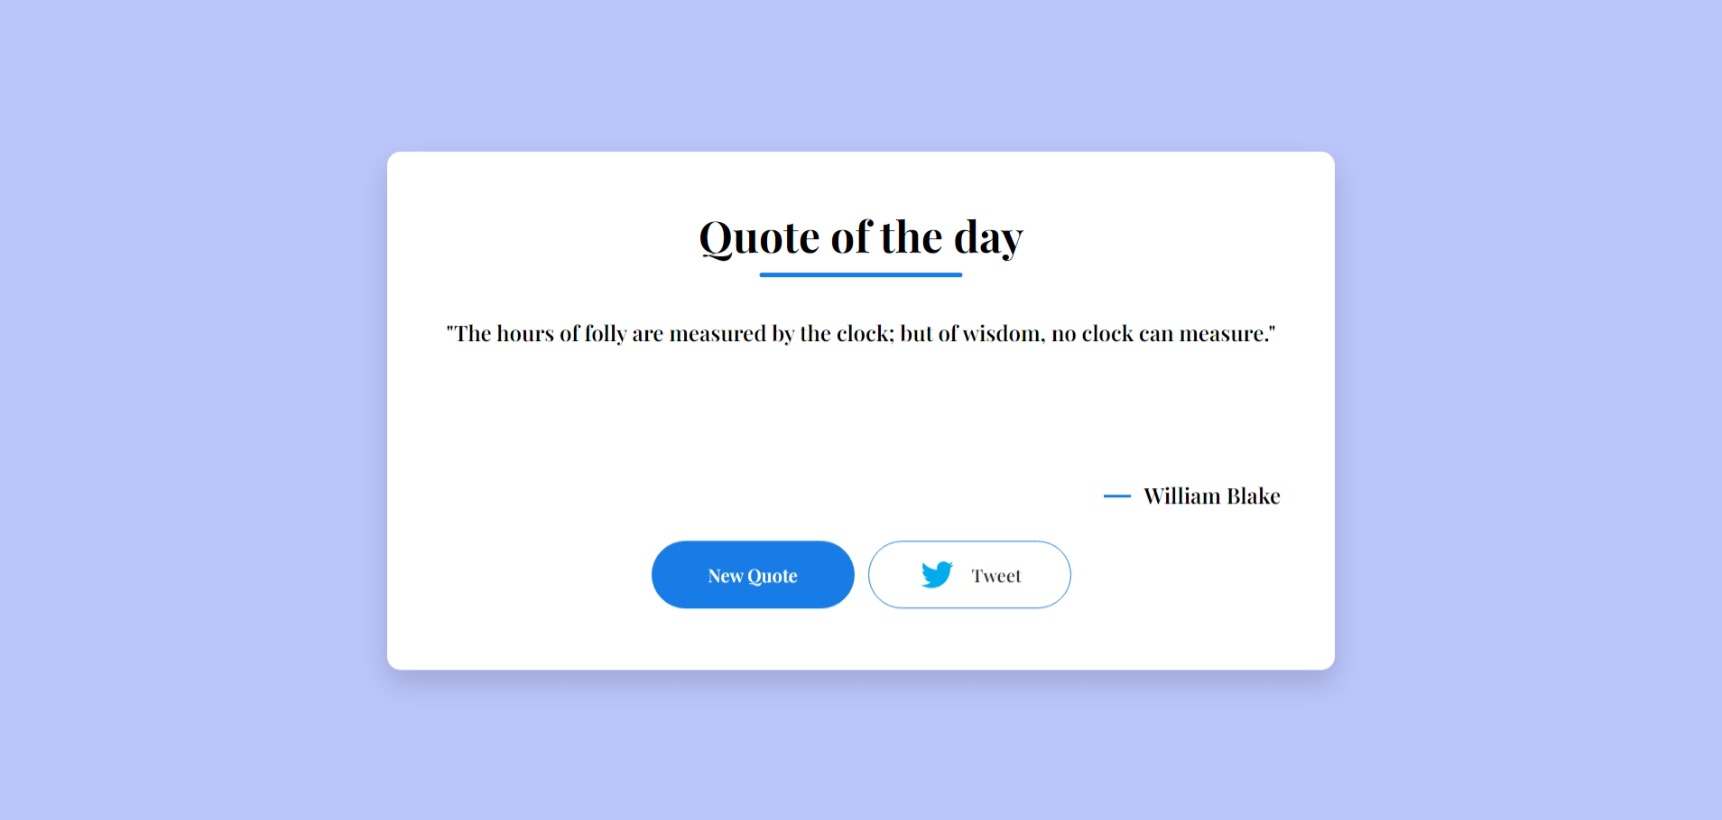 Quote of the day
"The hours of folly are measured by the clock; but of wisdom, no clock can measure."
— William Blake
New Quote
Tweet